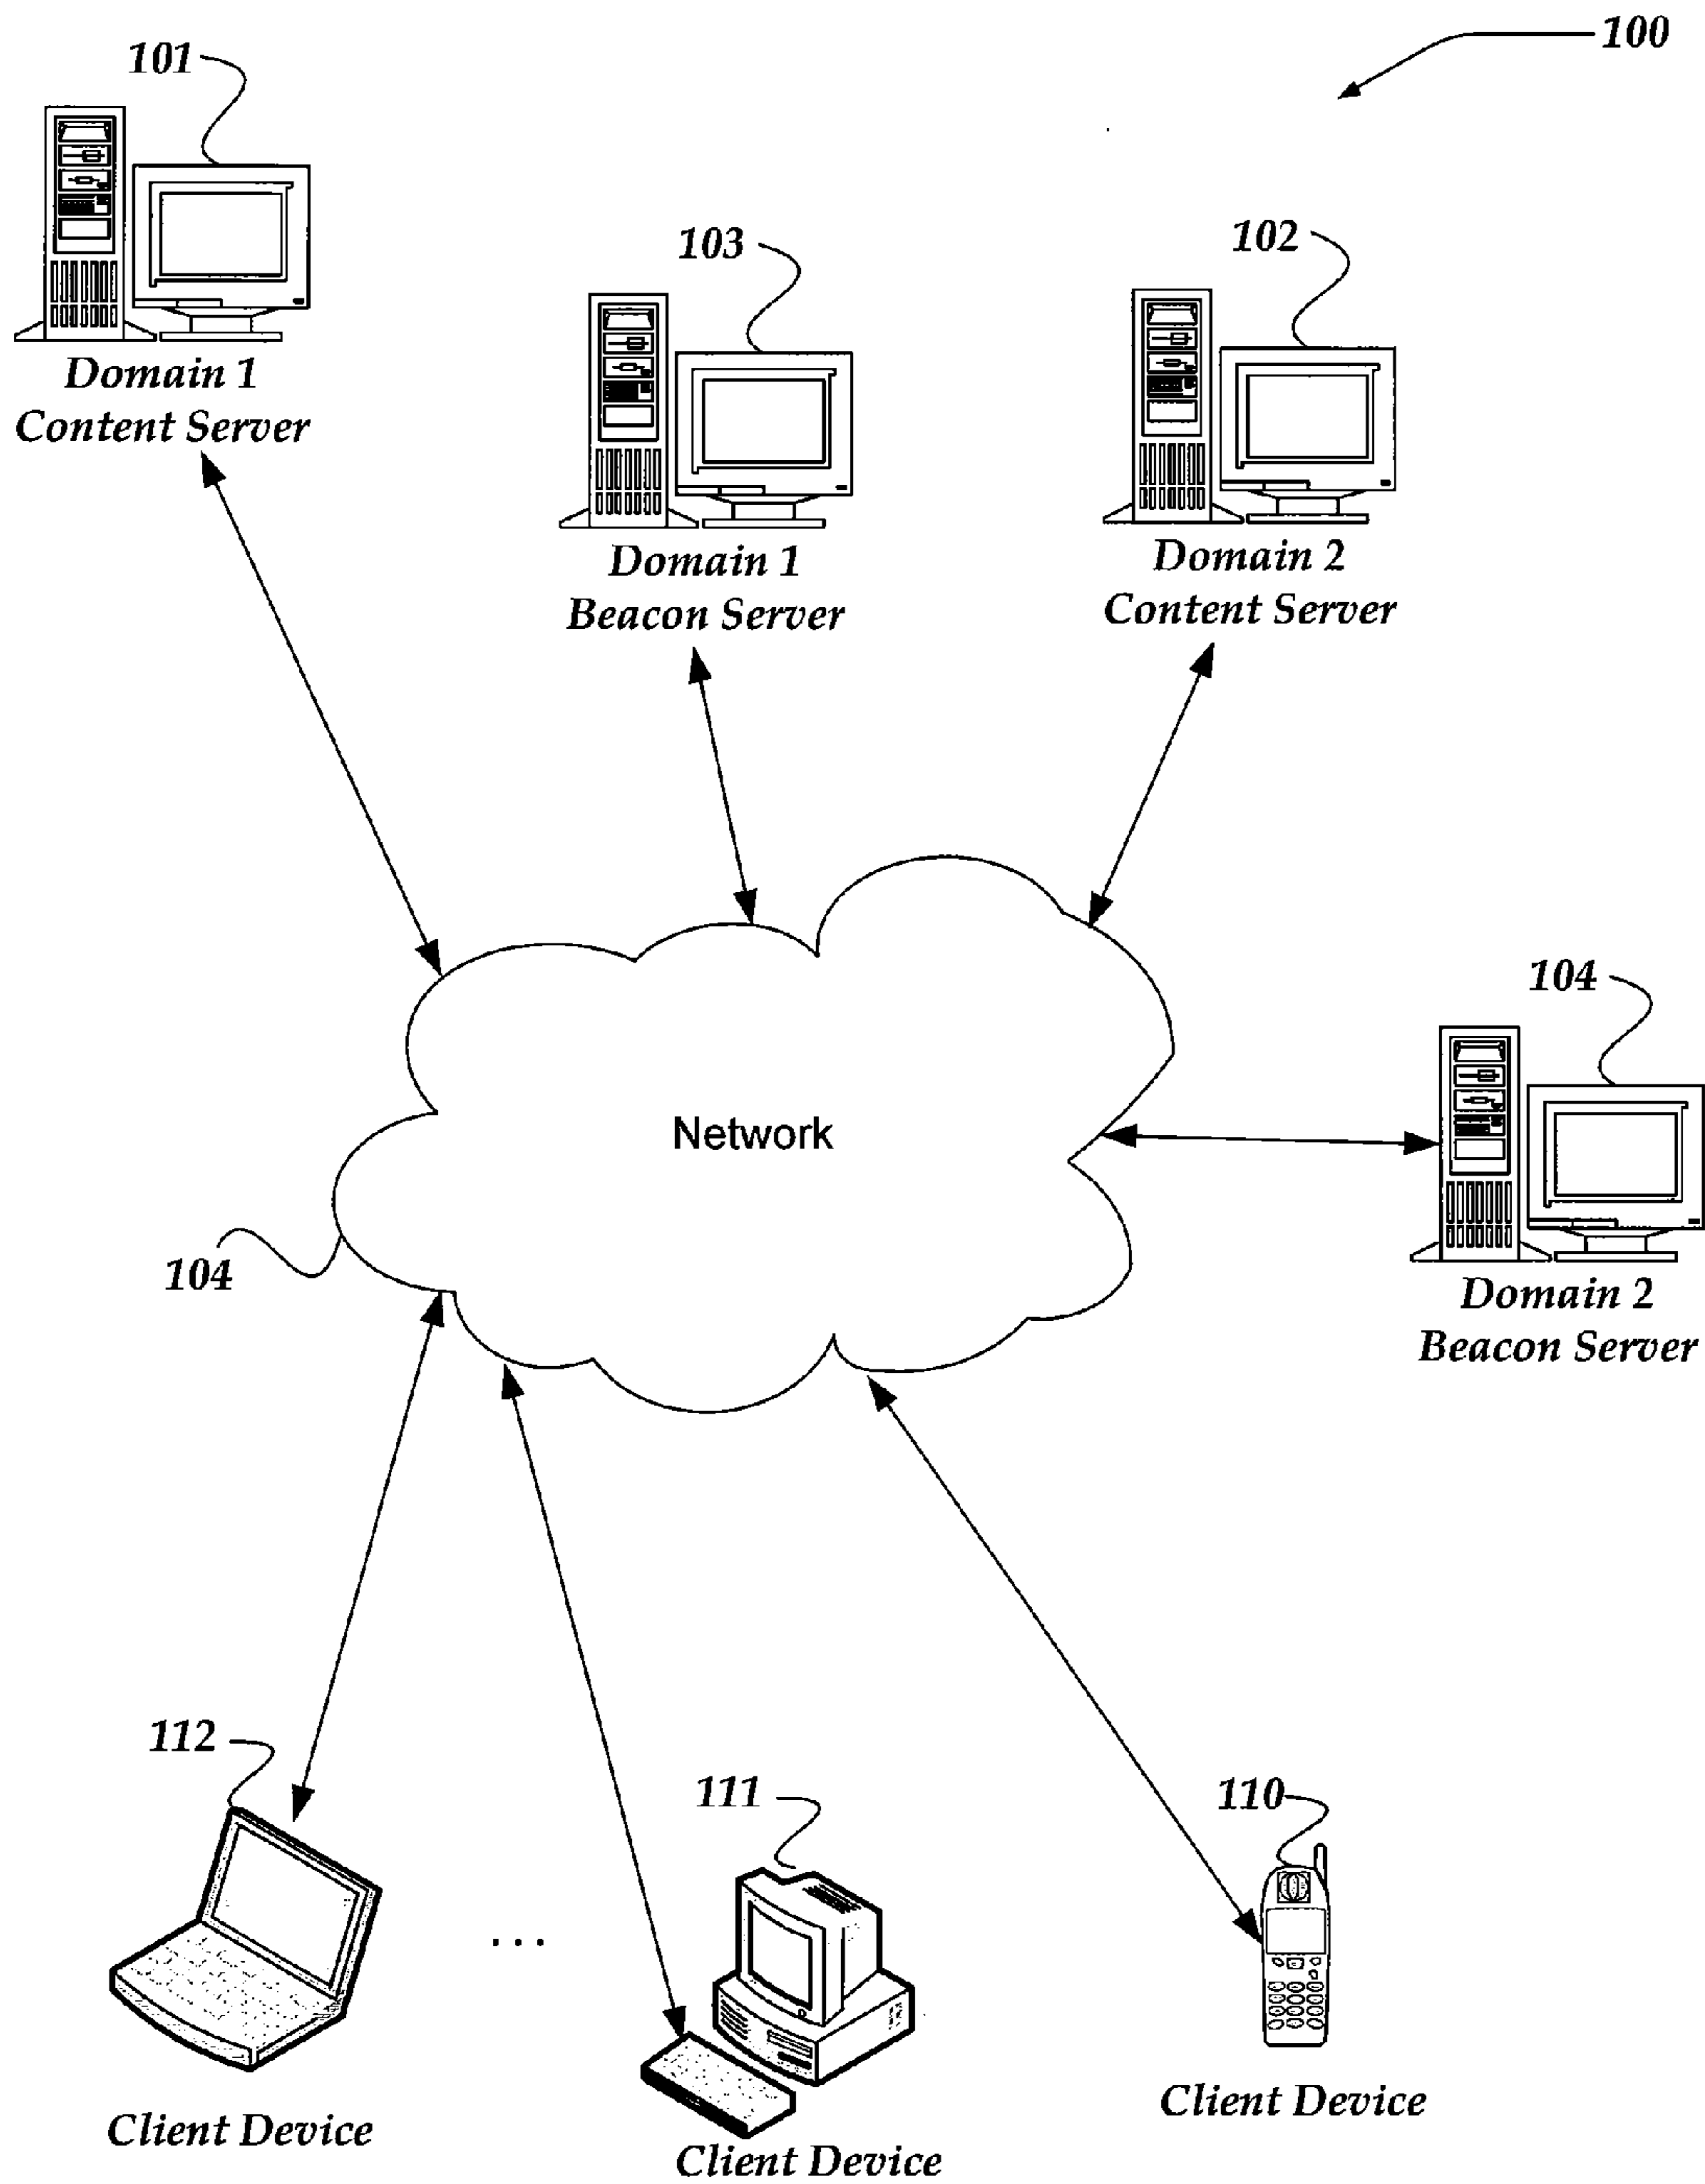 100
101
Domain 1
Content Server
103
Domain 1
Beacon Server
102
Domain 2
Content Server
104
Domain 2
Beacon Server
Network
104
112
Client Device
...
111
Client Device
110
Client Device